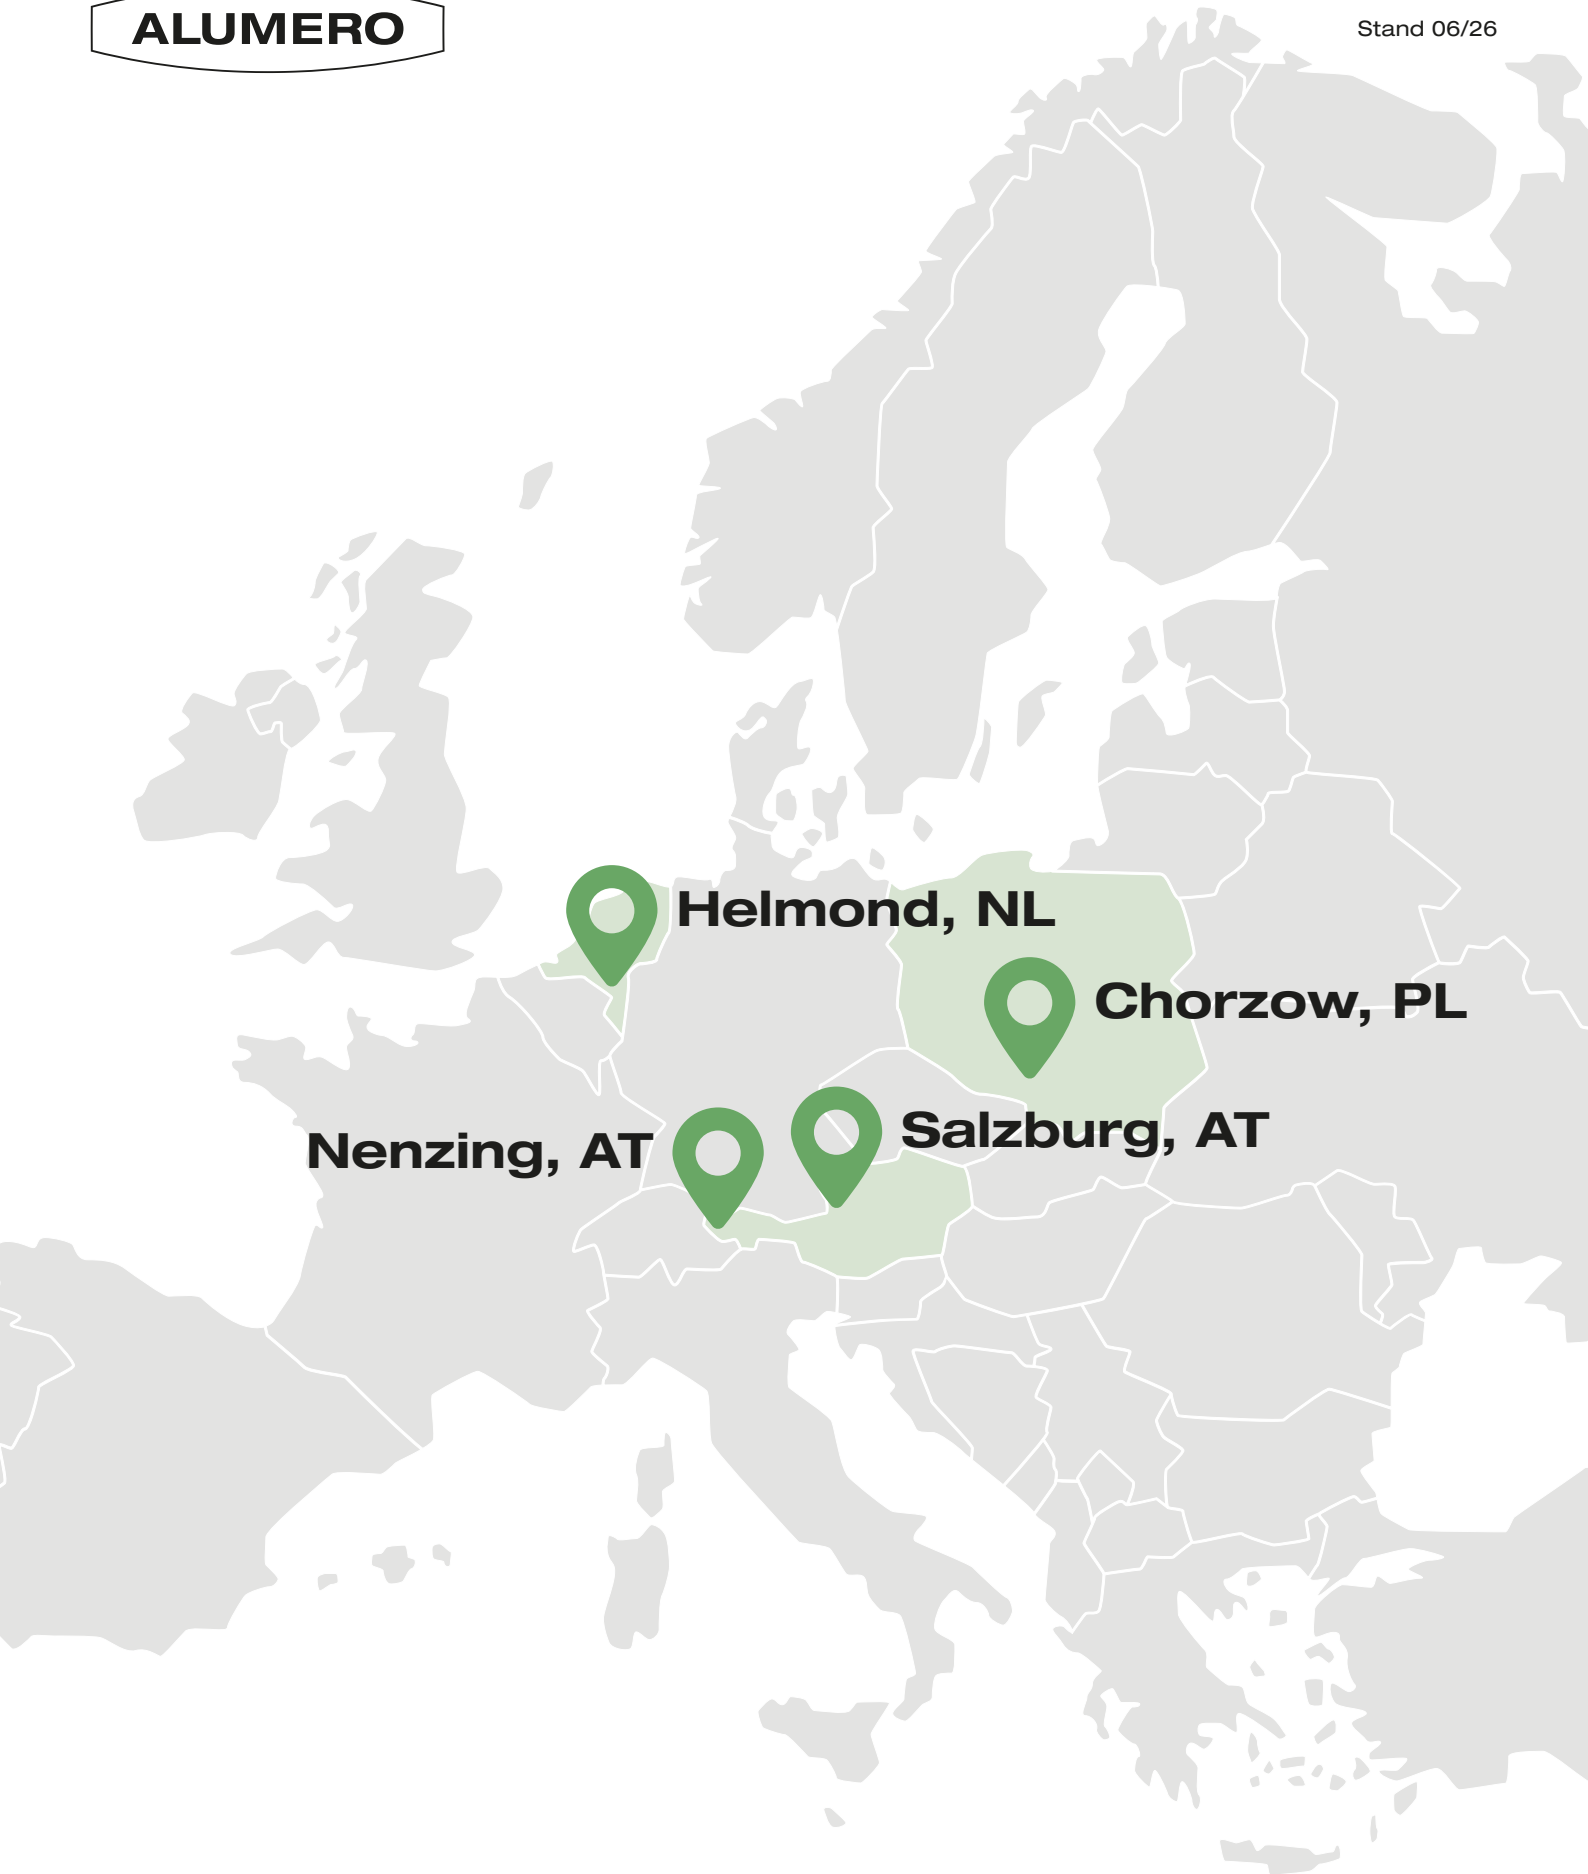 ALUMERO
Stand 06/26
Helmond, NL
Chorzow, PL
Salzburg, AT
Nenzing, AT